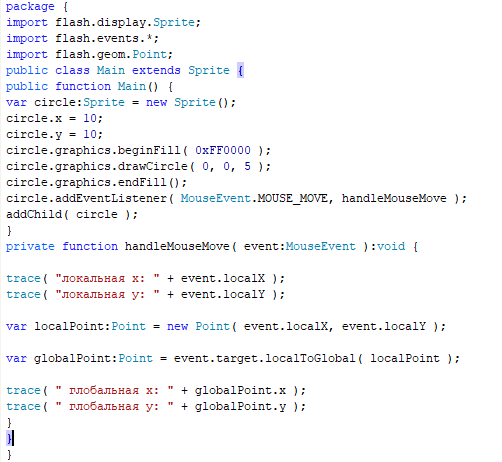 package {
import flash.display.Sprite;
import flash.events.*;
import flash.geom.Point;
public class Main extends Sprite {
public function Main() {
var circle:Sprite = new Sprite();
circle.x = 10;
circle.y = 10;
circle.graphics.beginFill( 0xFF0000 );
circle.graphics.drawCircle( 0, 0, 5 );
circle.graphics.endFill();
circle.addEventListener( MouseEvent.MOUSE_MOVE, handleMouseMove );
addChild( circle );
}
private function handleMouseMove( event:MouseEvent ):void {
trace( "локальная x: " + event.localX );
trace( "локальная y: " + event.localY );
var localPoint:Point = new Point( event.localX, event.localY );
var globalPoint:Point = event.target.localToGlobal( localPoint );
trace( " глобальная x: " + globalPoint.x );
trace( " глобальная y: " + globalPoint.y );
}
}
}